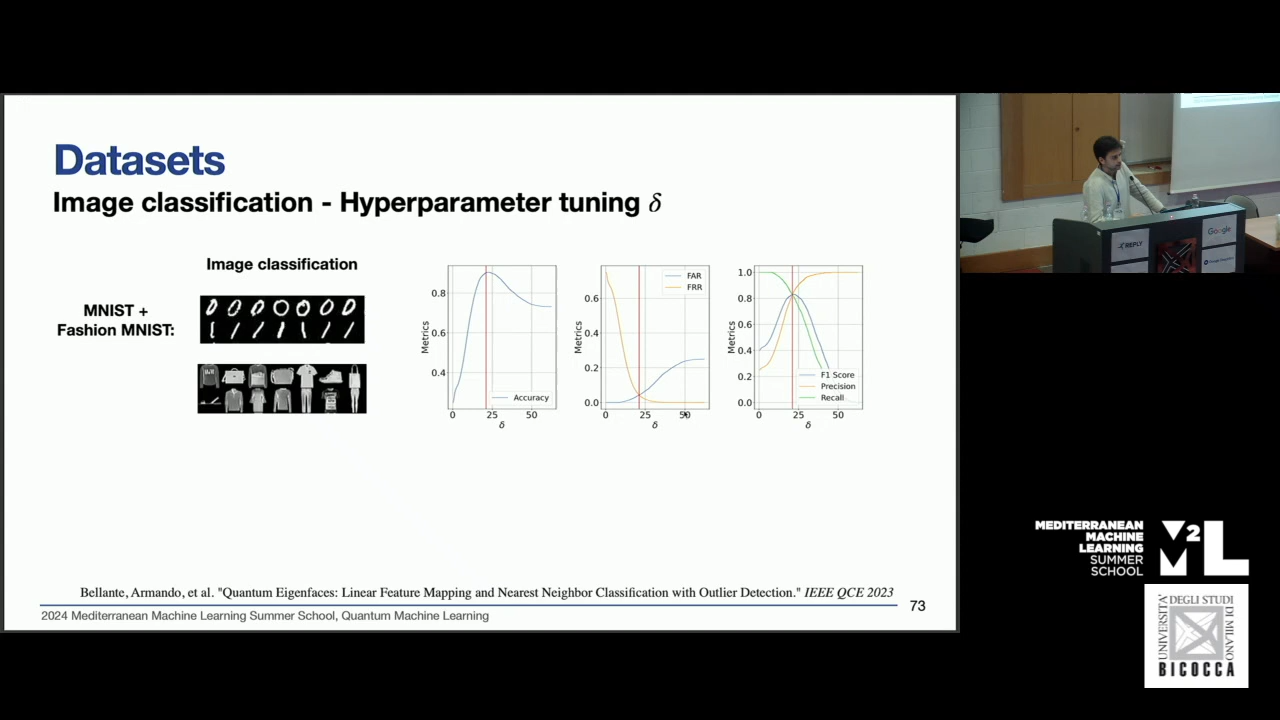 Datasets
Image classification - Hyperparameter tuning δ
Image classification
MNIST +
Fashion MNIST:
Metrics
0.8
0.6
0.4
0
25
50
δ
Accuracy
Metrics
0.6
0.4
0.2
0.0
0
25
50
δ
FAR
FRR
Metrics
1.0
0.8
0.6
0.4
0.2
0.0
0
25
50
δ
F1 Score
Precision
Recall
Bellante, Armando, et al. "Quantum Eigenfaces: Linear Feature Mapping and Nearest Neighbor Classification with Outlier Detection." IEEE QCE 2023
2024 Mediterranean Machine Learning Summer School, Quantum Machine Learning
73
REPLY
Google
MEDITERRANEAN
MACHINE
LEARNING
SUMMER
SCHOOL
M2L
UNIVERSITA'
DEGLI STUDI
DI MILANO
BICOCCA